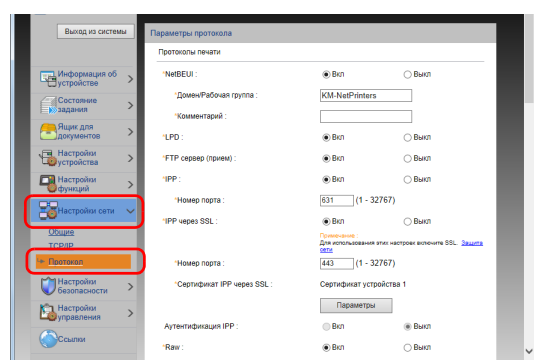 Выход из системы
Информация об
устройстве
Состояние
задания
Ящик для
документов
Настройки
устройства
Настройки
функций
Настройки сети
Общие
TCP/IP
Протокол
Настройки
безопасности
Настройки
управления
Ссылки
Параметры протокола
Протоколы печати
*NetBEUI : Вкл Выкл
*Домен/Рабочая группа : KM-NetPrinters
*Комментарий :
*LPD : Вкл Выкл
*FTP сервер (прием) : Вкл Выкл
*IPP : Вкл Выкл
*Номер порта : 631 (1 - 32767)
*IPP через SSL : Вкл Выкл
Примечание :
Для использования этих настроек включите SSL. Защита
сети
*Номер порта : 443 (1 - 32767)
*Сертификат IPP через SSL : Сертификат устройства 1
Параметры
Аутентификация IPP : Вкл Выкл
*Raw : Вкл Выкл